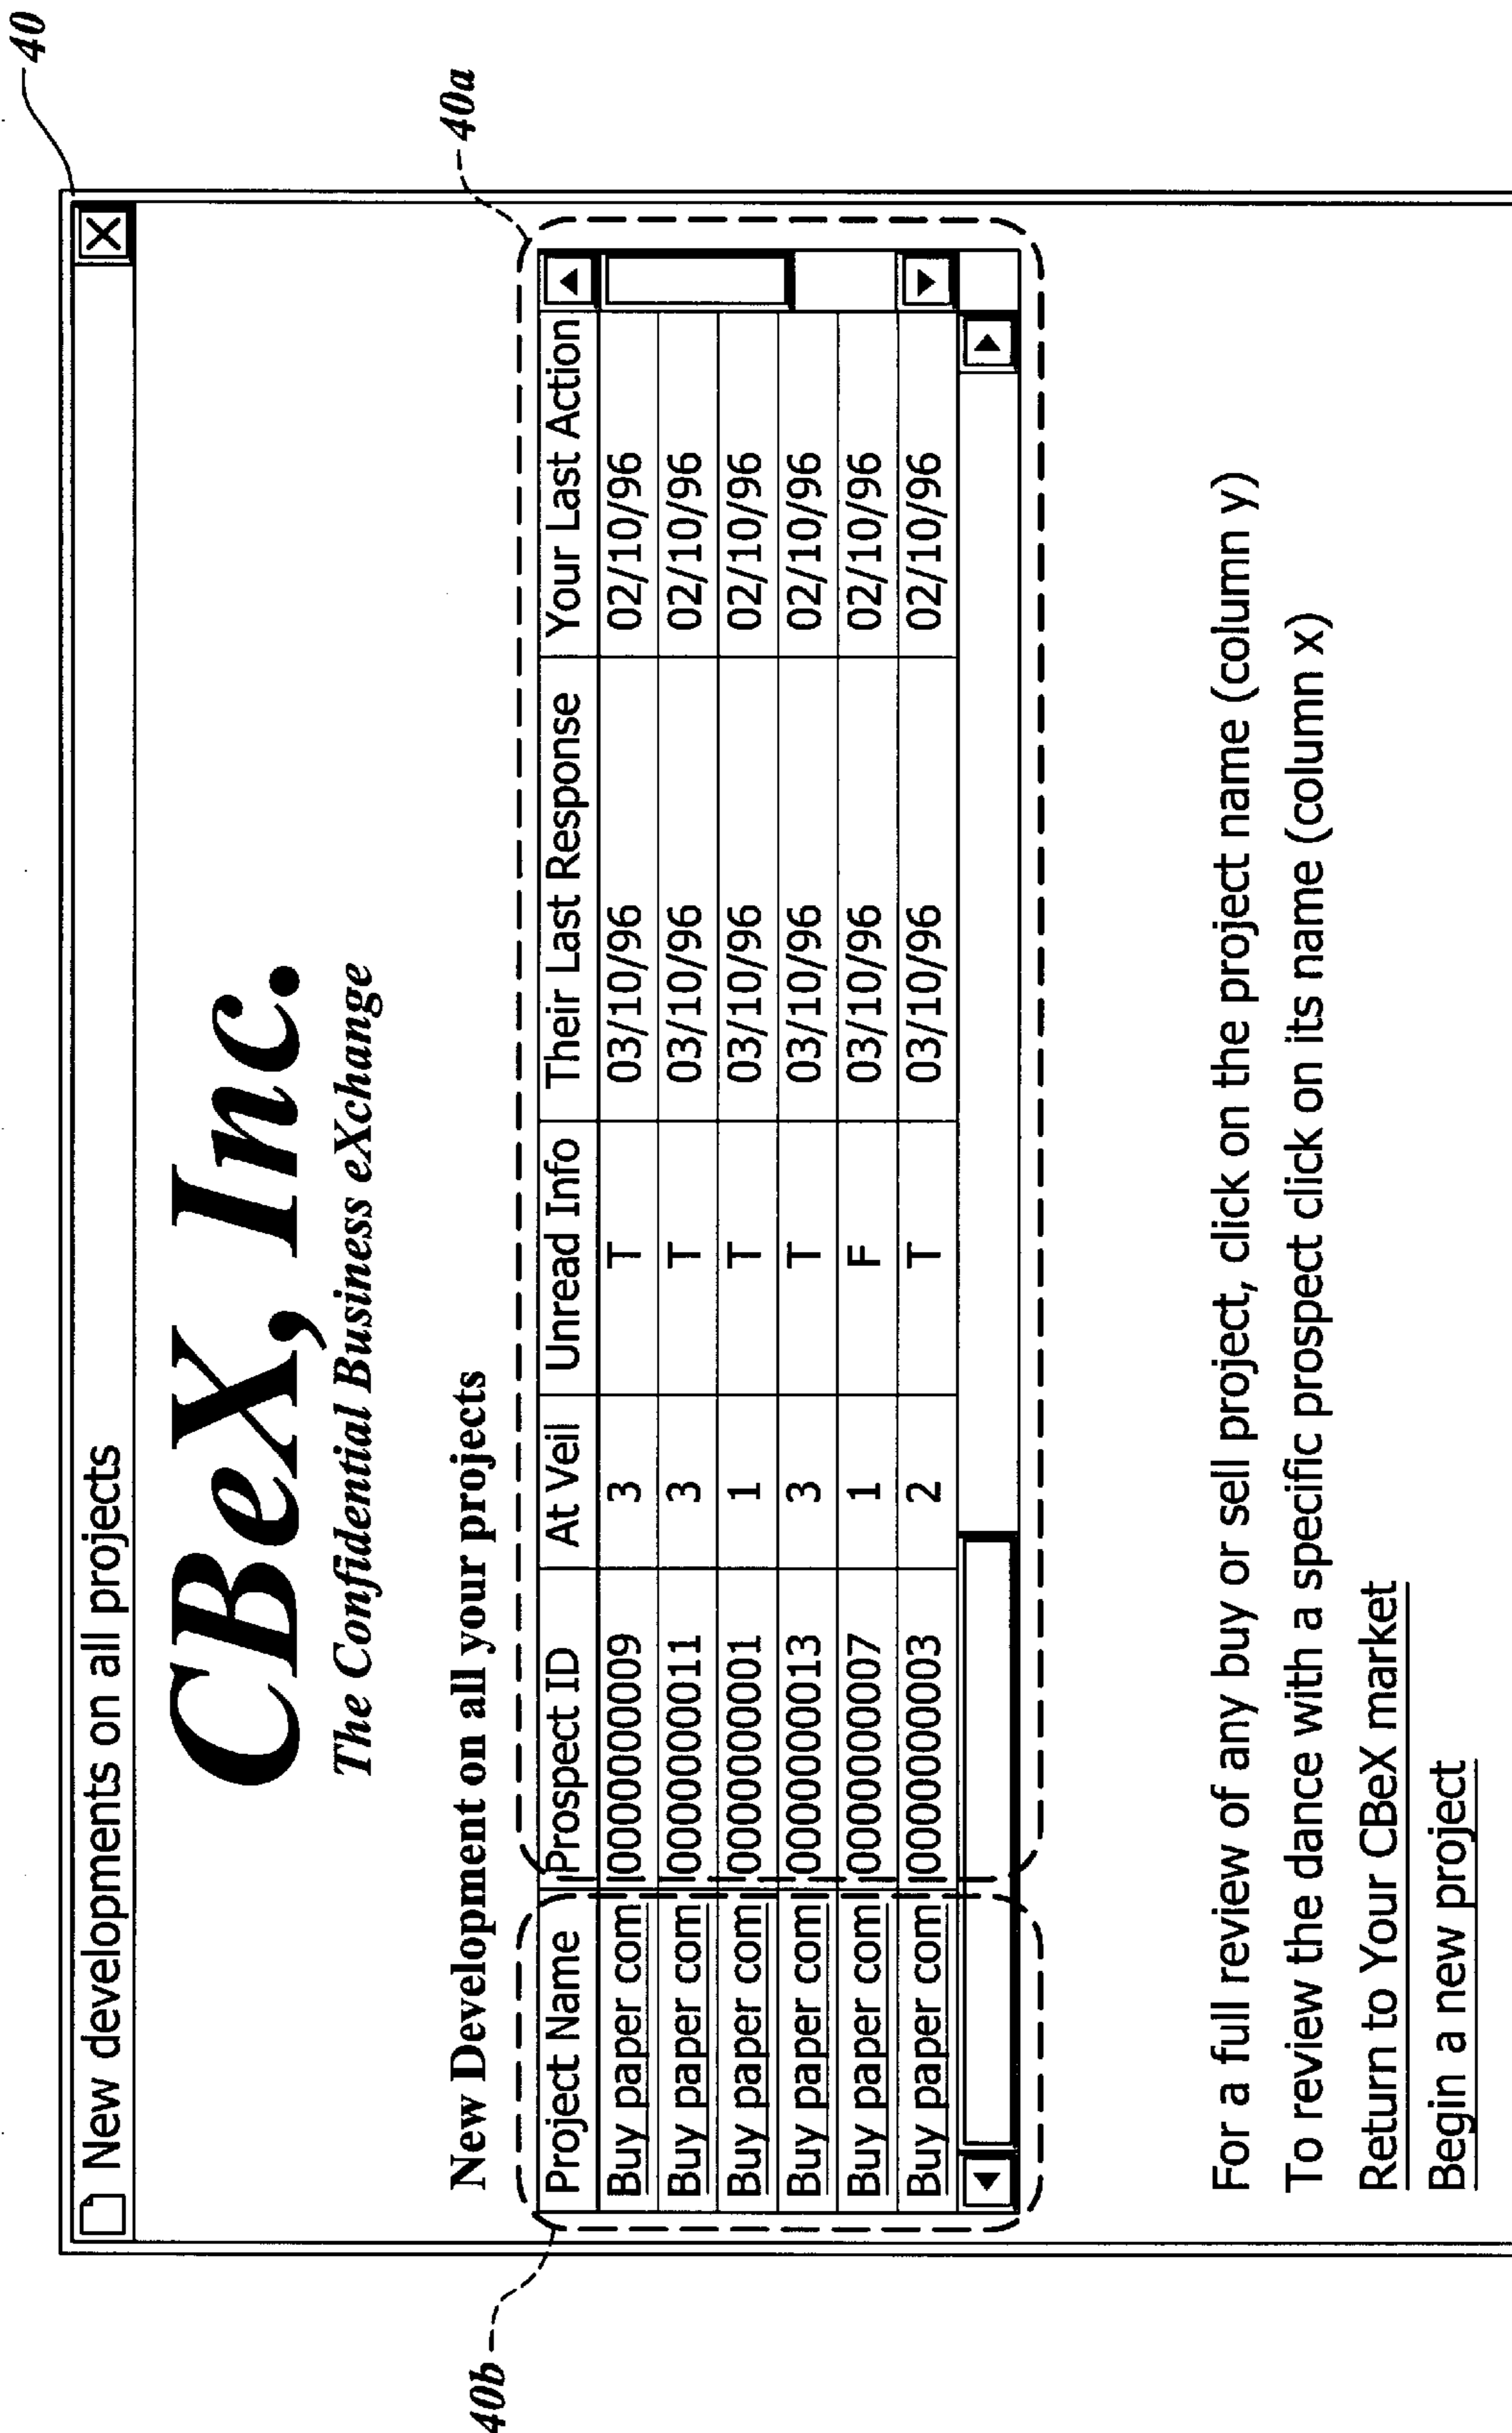 40
New developments on all projects
CBeX, Inc.
The Confidential Business eXchange
40a
New Development on all your projects
40b
Project Name Prospect ID At Veil Unread Info Their Last Response Your Last Action
Buy paper com 0000000009 3 T 03/10/96 02/10/96
Buy paper com 0000000011 3 T 03/10/96 02/10/96
Buy paper com 0000000001 1 T 03/10/96 02/10/96
Buy paper com 0000000013 3 T 03/10/96 02/10/96
Buy paper com 0000000007 1 F 03/10/96 02/10/96
Buy paper com 0000000003 2 T 03/10/96 02/10/96
For a full review of any buy or sell project, click on the project name (column y)
To review the dance with a specific prospect click on its name (column x)
Return to Your CBeX market
Begin a new project